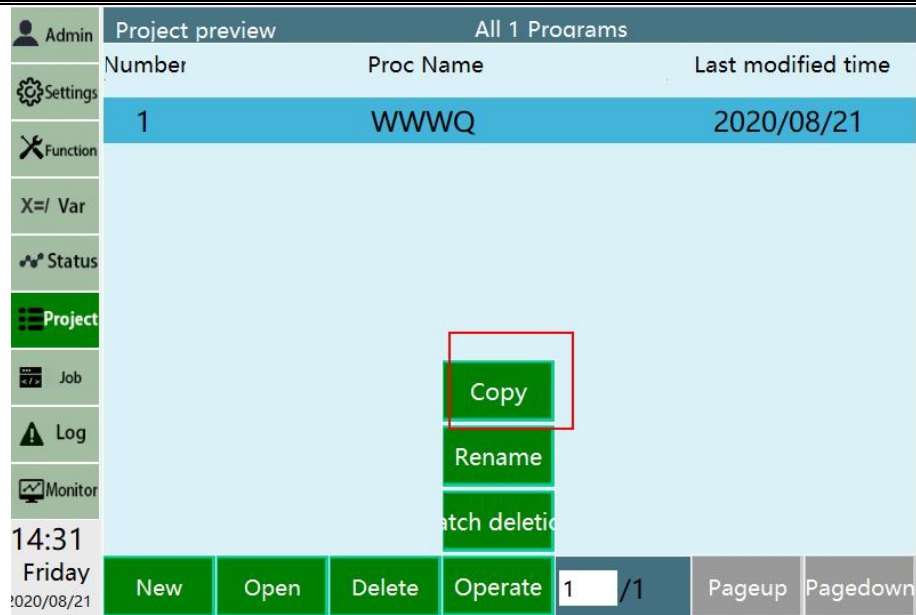 Admin
Settings
Function
X=/ Var
Status
Project
Job
Log
Monitor
14:31
Friday
2020/08/21
Project preview All 1 Programs
Number Proc Name Last modified time
1 WWWQ 2020/08/21
Copy
Rename
atch deletio
New Open Delete Operate 1 /1 Pageup Pagedown